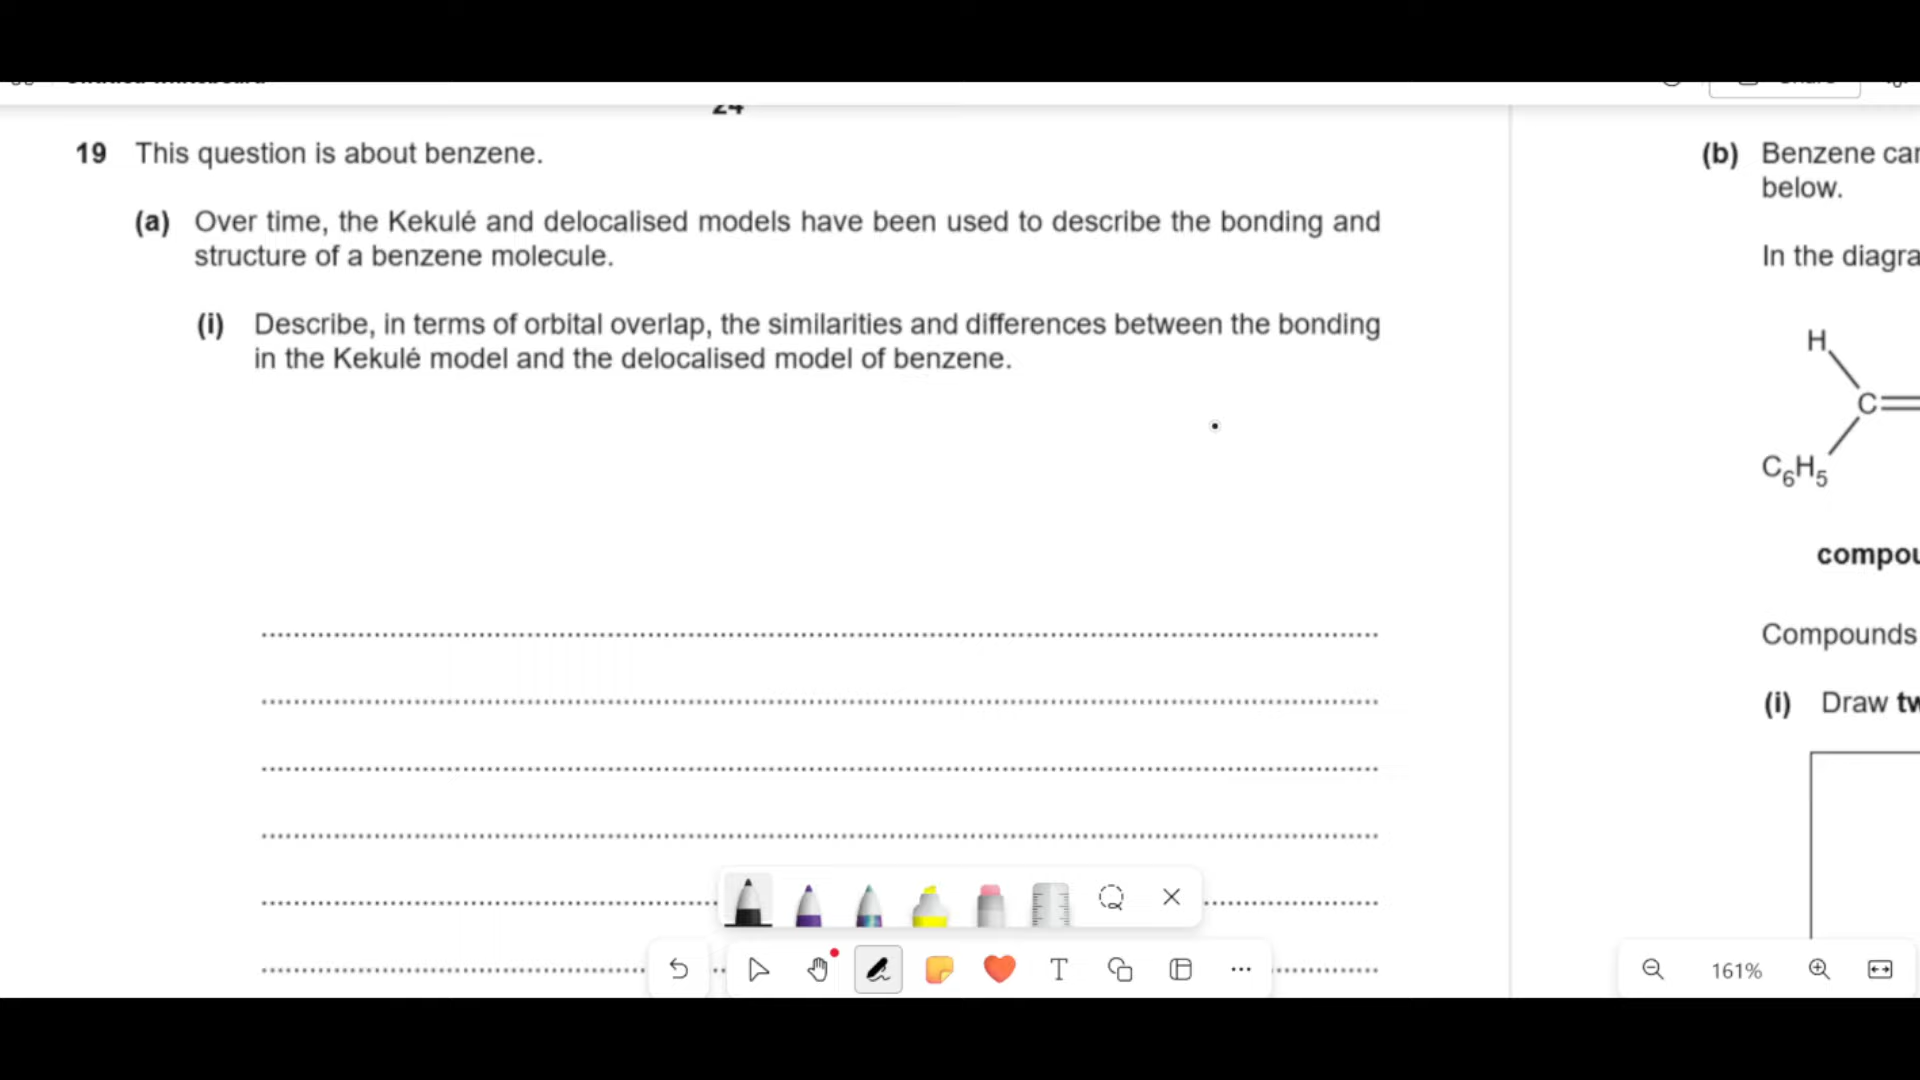 24
19 This question is about benzene.
(a) Over time, the Kekulé and delocalised models have been used to describe the bonding and
structure of a benzene molecule.
(i) Describe, in terms of orbital overlap, the similarities and differences between the bonding
in the Kekulé model and the delocalised model of benzene.
(b) Benzene can
below.
In the diagra
H
C
C6H5
compou
Compounds
(i) Draw tw
T
161%